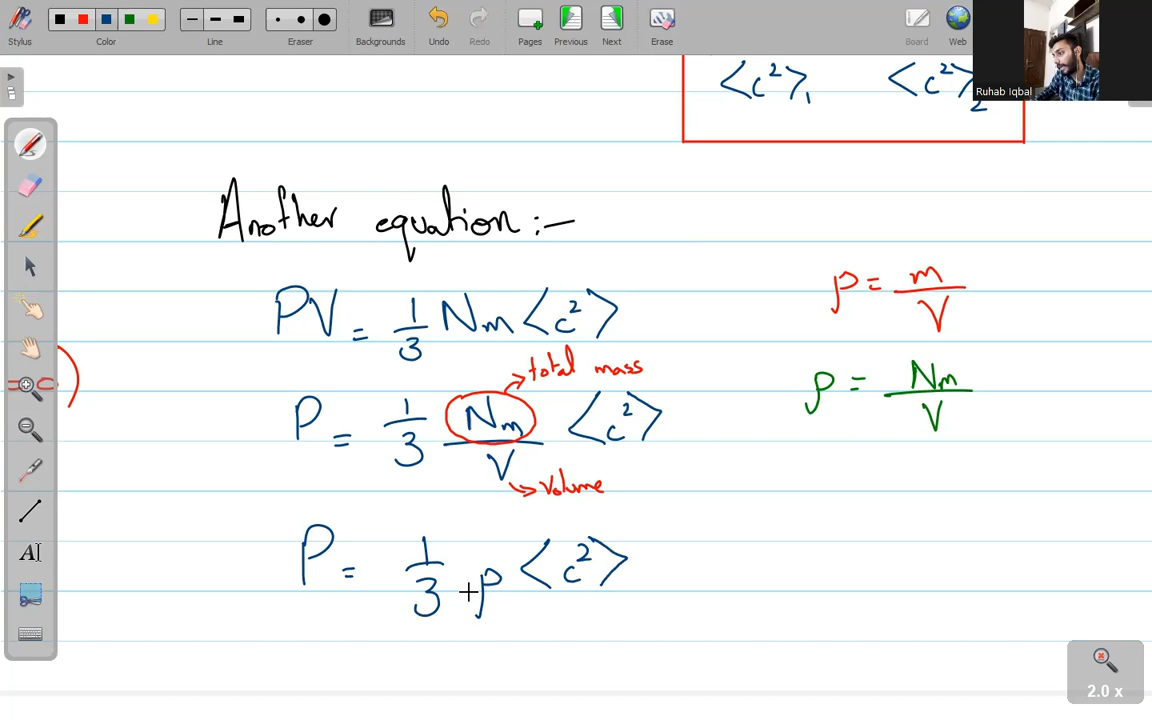 Stylus Color Line Eraser Backgrounds Undo Redo Pages Previous Next Erase Board Web
Ruhab Iqbal
<c²>₁ <c²>₂
Another equation :-
PV = 1/3 Nm <c²>
ρ = m/V
total mass
P = 1/3 Nm/V <c²>
ρ = Nm/V
volume
P = 1/3 ρ <c²>
AI
2.0 x